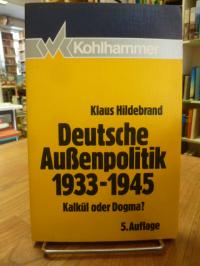 Kohlhammer
Klaus Hildebrand
Deutsche
Außenpolitik
1933-1945
Kalkül oder Dogma?
5. Auflage